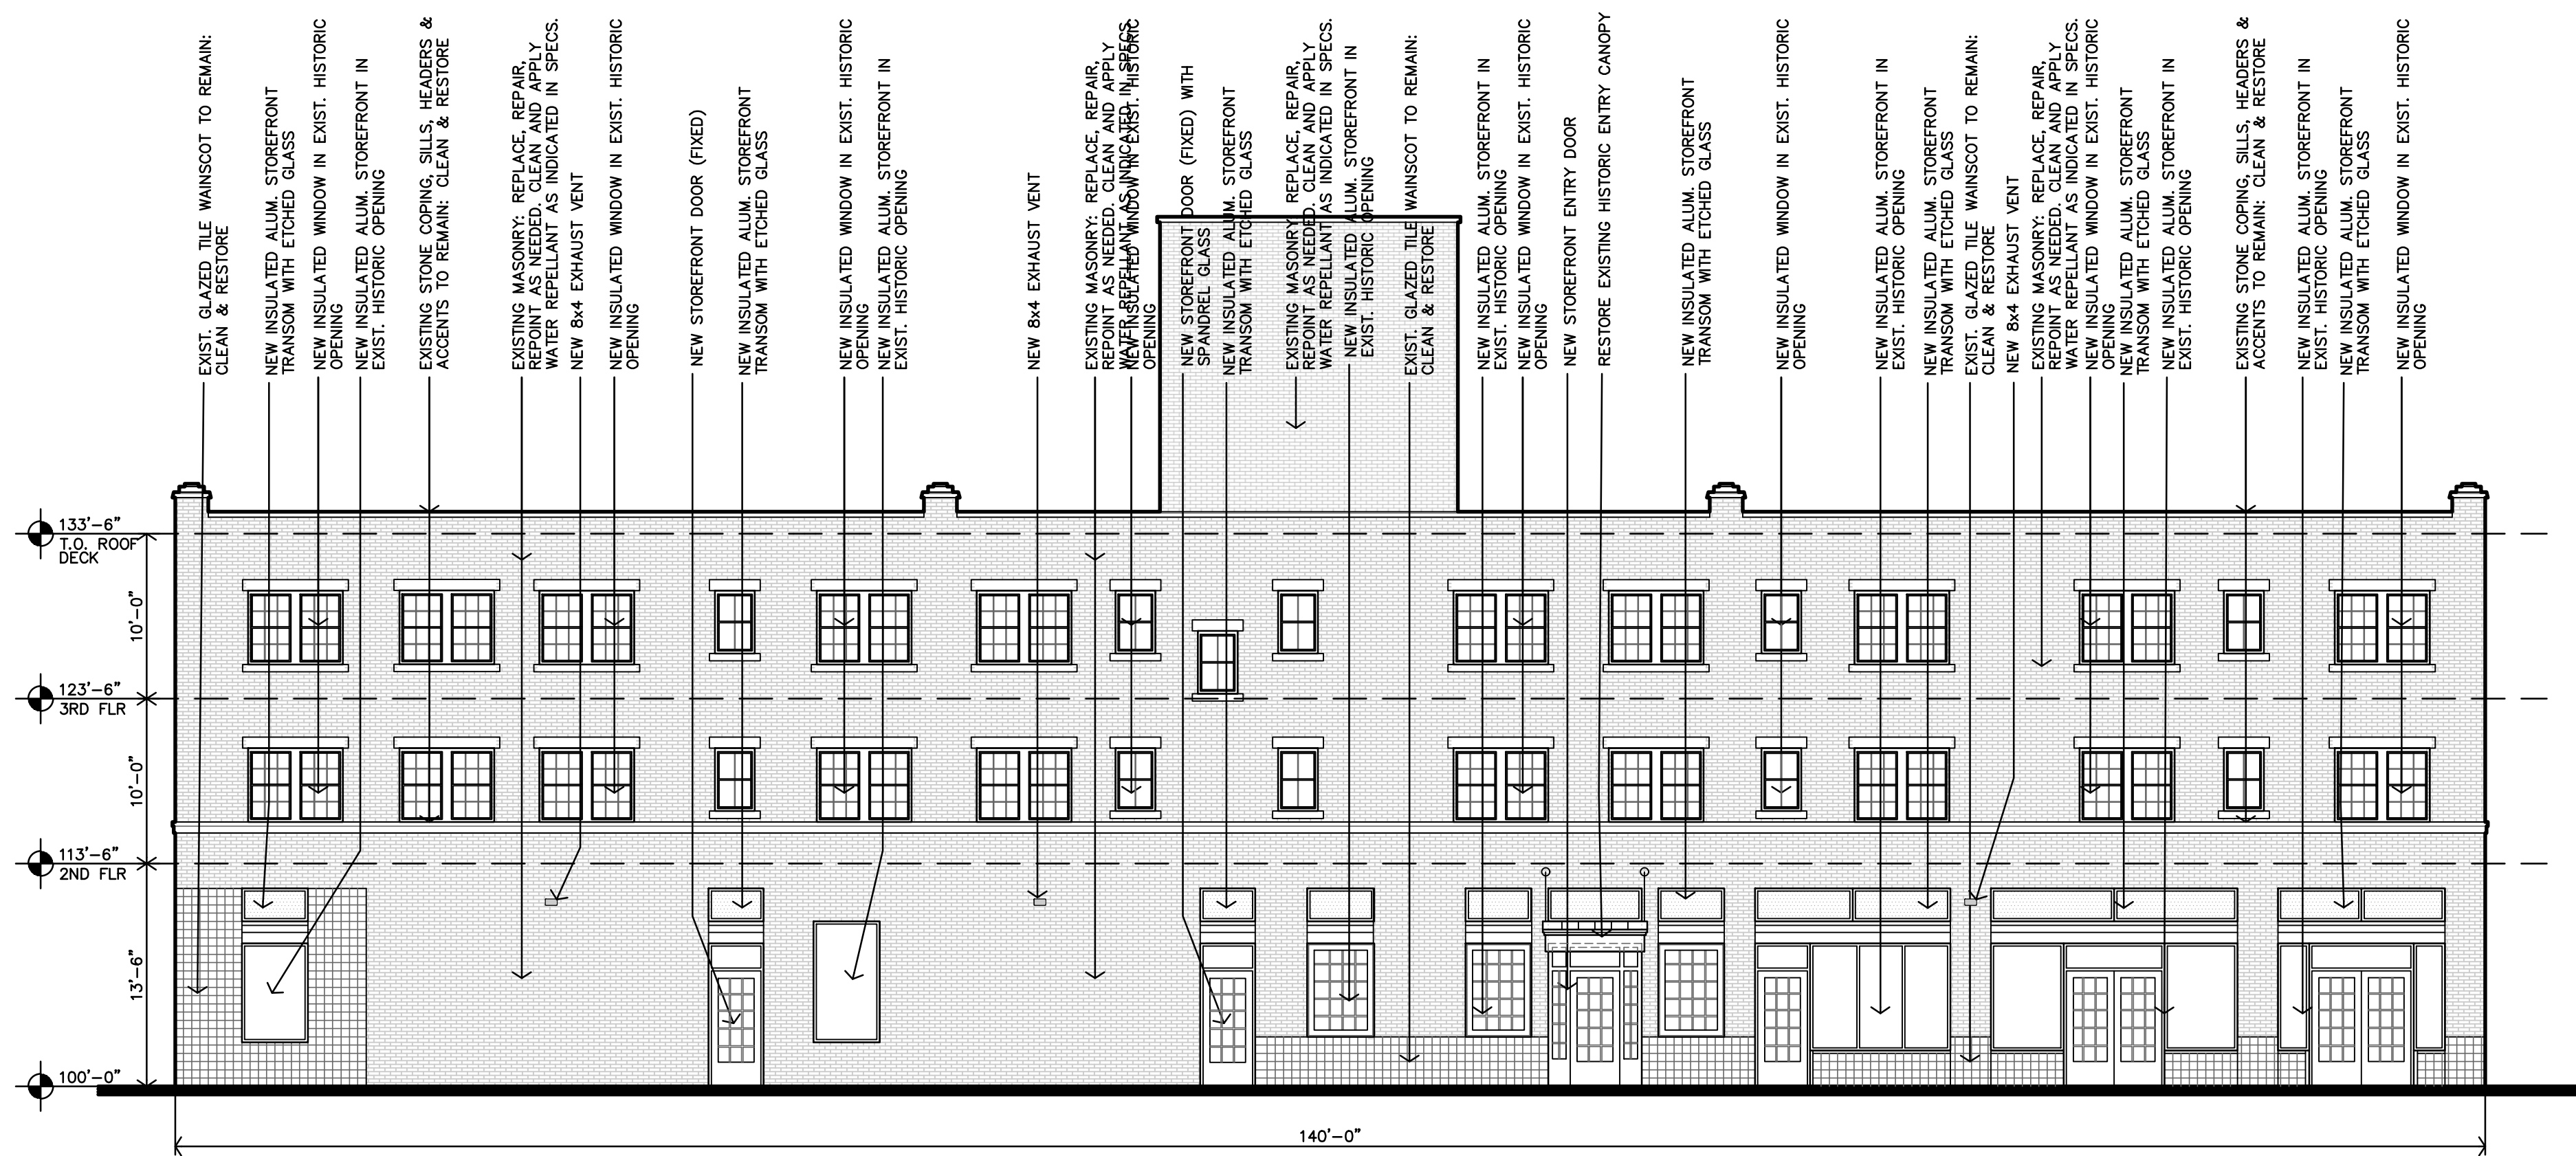 EXIST. GLAZED TILE WAINSCOT TO REMAIN:
CLEAN & RESTORE
NEW INSULATED ALUM. STOREFRONT
TRANSOM WITH ETCHED GLASS
NEW INSULATED WINDOW IN EXIST. HISTORIC
OPENING
NEW INSULATED ALUM. STOREFRONT IN
EXIST. HISTORIC OPENING
EXISTING STONE COPING, SILLS, HEADERS &
ACCENTS TO REMAIN: CLEAN & RESTORE
EXISTING MASONRY: REPLACE, REPAIR,
REPOINT AS NEEDED. CLEAN AND APPLY
WATER REPELLANT AS INDICATED IN SPECS.
NEW 8x4 EXHAUST VENT
NEW INSULATED WINDOW IN EXIST. HISTORIC
OPENING
NEW STOREFRONT DOOR (FIXED)
NEW INSULATED ALUM. STOREFRONT
TRANSOM WITH ETCHED GLASS
NEW INSULATED WINDOW IN EXIST. HISTORIC
OPENING
NEW INSULATED ALUM. STOREFRONT IN
EXIST. HISTORIC OPENING
NEW 8x4 EXHAUST VENT
EXISTING MASONRY: REPLACE, REPAIR,
REPOINT AS NEEDED. CLEAN AND APPLY
WATER REPELLANT AS INDICATED IN SPECS.
NEW INSULATED WINDOW IN EXIST. HISTORIC
OPENING
NEW STOREFRONT DOOR (FIXED) WITH
SPANDREL GLASS
NEW INSULATED ALUM. STOREFRONT
TRANSOM WITH ETCHED GLASS
EXISTING MASONRY: REPLACE, REPAIR,
REPOINT AS NEEDED. CLEAN AND APPLY
WATER REPELLANT AS INDICATED IN SPECS.
NEW INSULATED ALUM. STOREFRONT IN
EXIST. HISTORIC OPENING
EXIST. GLAZED TILE WAINSCOT TO REMAIN:
CLEAN & RESTORE
NEW INSULATED ALUM. STOREFRONT IN
EXIST. HISTORIC OPENING
NEW INSULATED WINDOW IN EXIST. HISTORIC
OPENING
NEW STOREFRONT ENTRY DOOR
RESTORE EXISTING HISTORIC ENTRY CANOPY
NEW INSULATED ALUM. STOREFRONT
TRANSOM WITH ETCHED GLASS
NEW INSULATED WINDOW IN EXIST. HISTORIC
OPENING
NEW INSULATED ALUM. STOREFRONT IN
EXIST. HISTORIC OPENING
NEW INSULATED ALUM. STOREFRONT
TRANSOM WITH ETCHED GLASS
EXIST. GLAZED TILE WAINSCOT TO REMAIN:
CLEAN & RESTORE
NEW 8x4 EXHAUST VENT
EXISTING MASONRY: REPLACE, REPAIR,
REPOINT AS NEEDED. CLEAN AND APPLY
WATER REPELLANT AS INDICATED IN SPECS.
NEW INSULATED WINDOW IN EXIST. HISTORIC
OPENING
NEW INSULATED ALUM. STOREFRONT
TRANSOM WITH ETCHED GLASS
NEW INSULATED ALUM. STOREFRONT IN
EXIST. HISTORIC OPENING
EXISTING STONE COPING, SILLS, HEADERS &
ACCENTS TO REMAIN: CLEAN & RESTORE
NEW INSULATED ALUM. STOREFRONT IN
EXIST. HISTORIC OPENING
NEW INSULATED ALUM. STOREFRONT
TRANSOM WITH ETCHED GLASS
NEW INSULATED WINDOW IN EXIST. HISTORIC
OPENING
133'-6"
T.O. ROOF
DECK
10'-0"
123'-6"
3RD FLR
10'-0"
113'-6"
2ND FLR
13'-6"
100'-0"
140'-0"